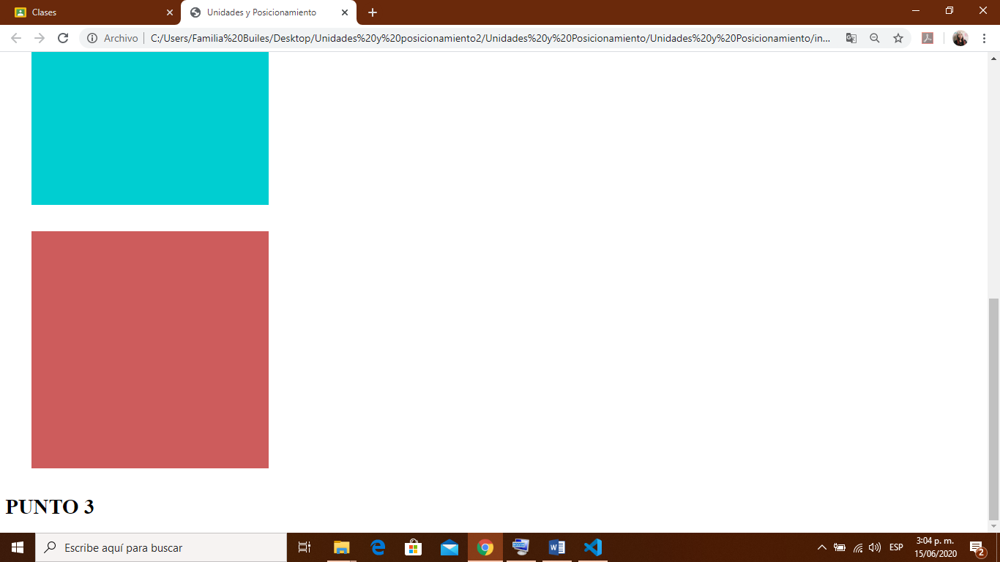 Clases
Unidades y Posicionamiento
Archivo
C:/Users/Familia%20Builes/Desktop/Unidades%20y%20posicionamiento2/Unidades%20y%20Posicionamiento/Unidades%20y%20Posicionamiento/in...
PUNTO 3
Escribe aquí para buscar
ESP
3:04 p. m.
15/06/2020
2